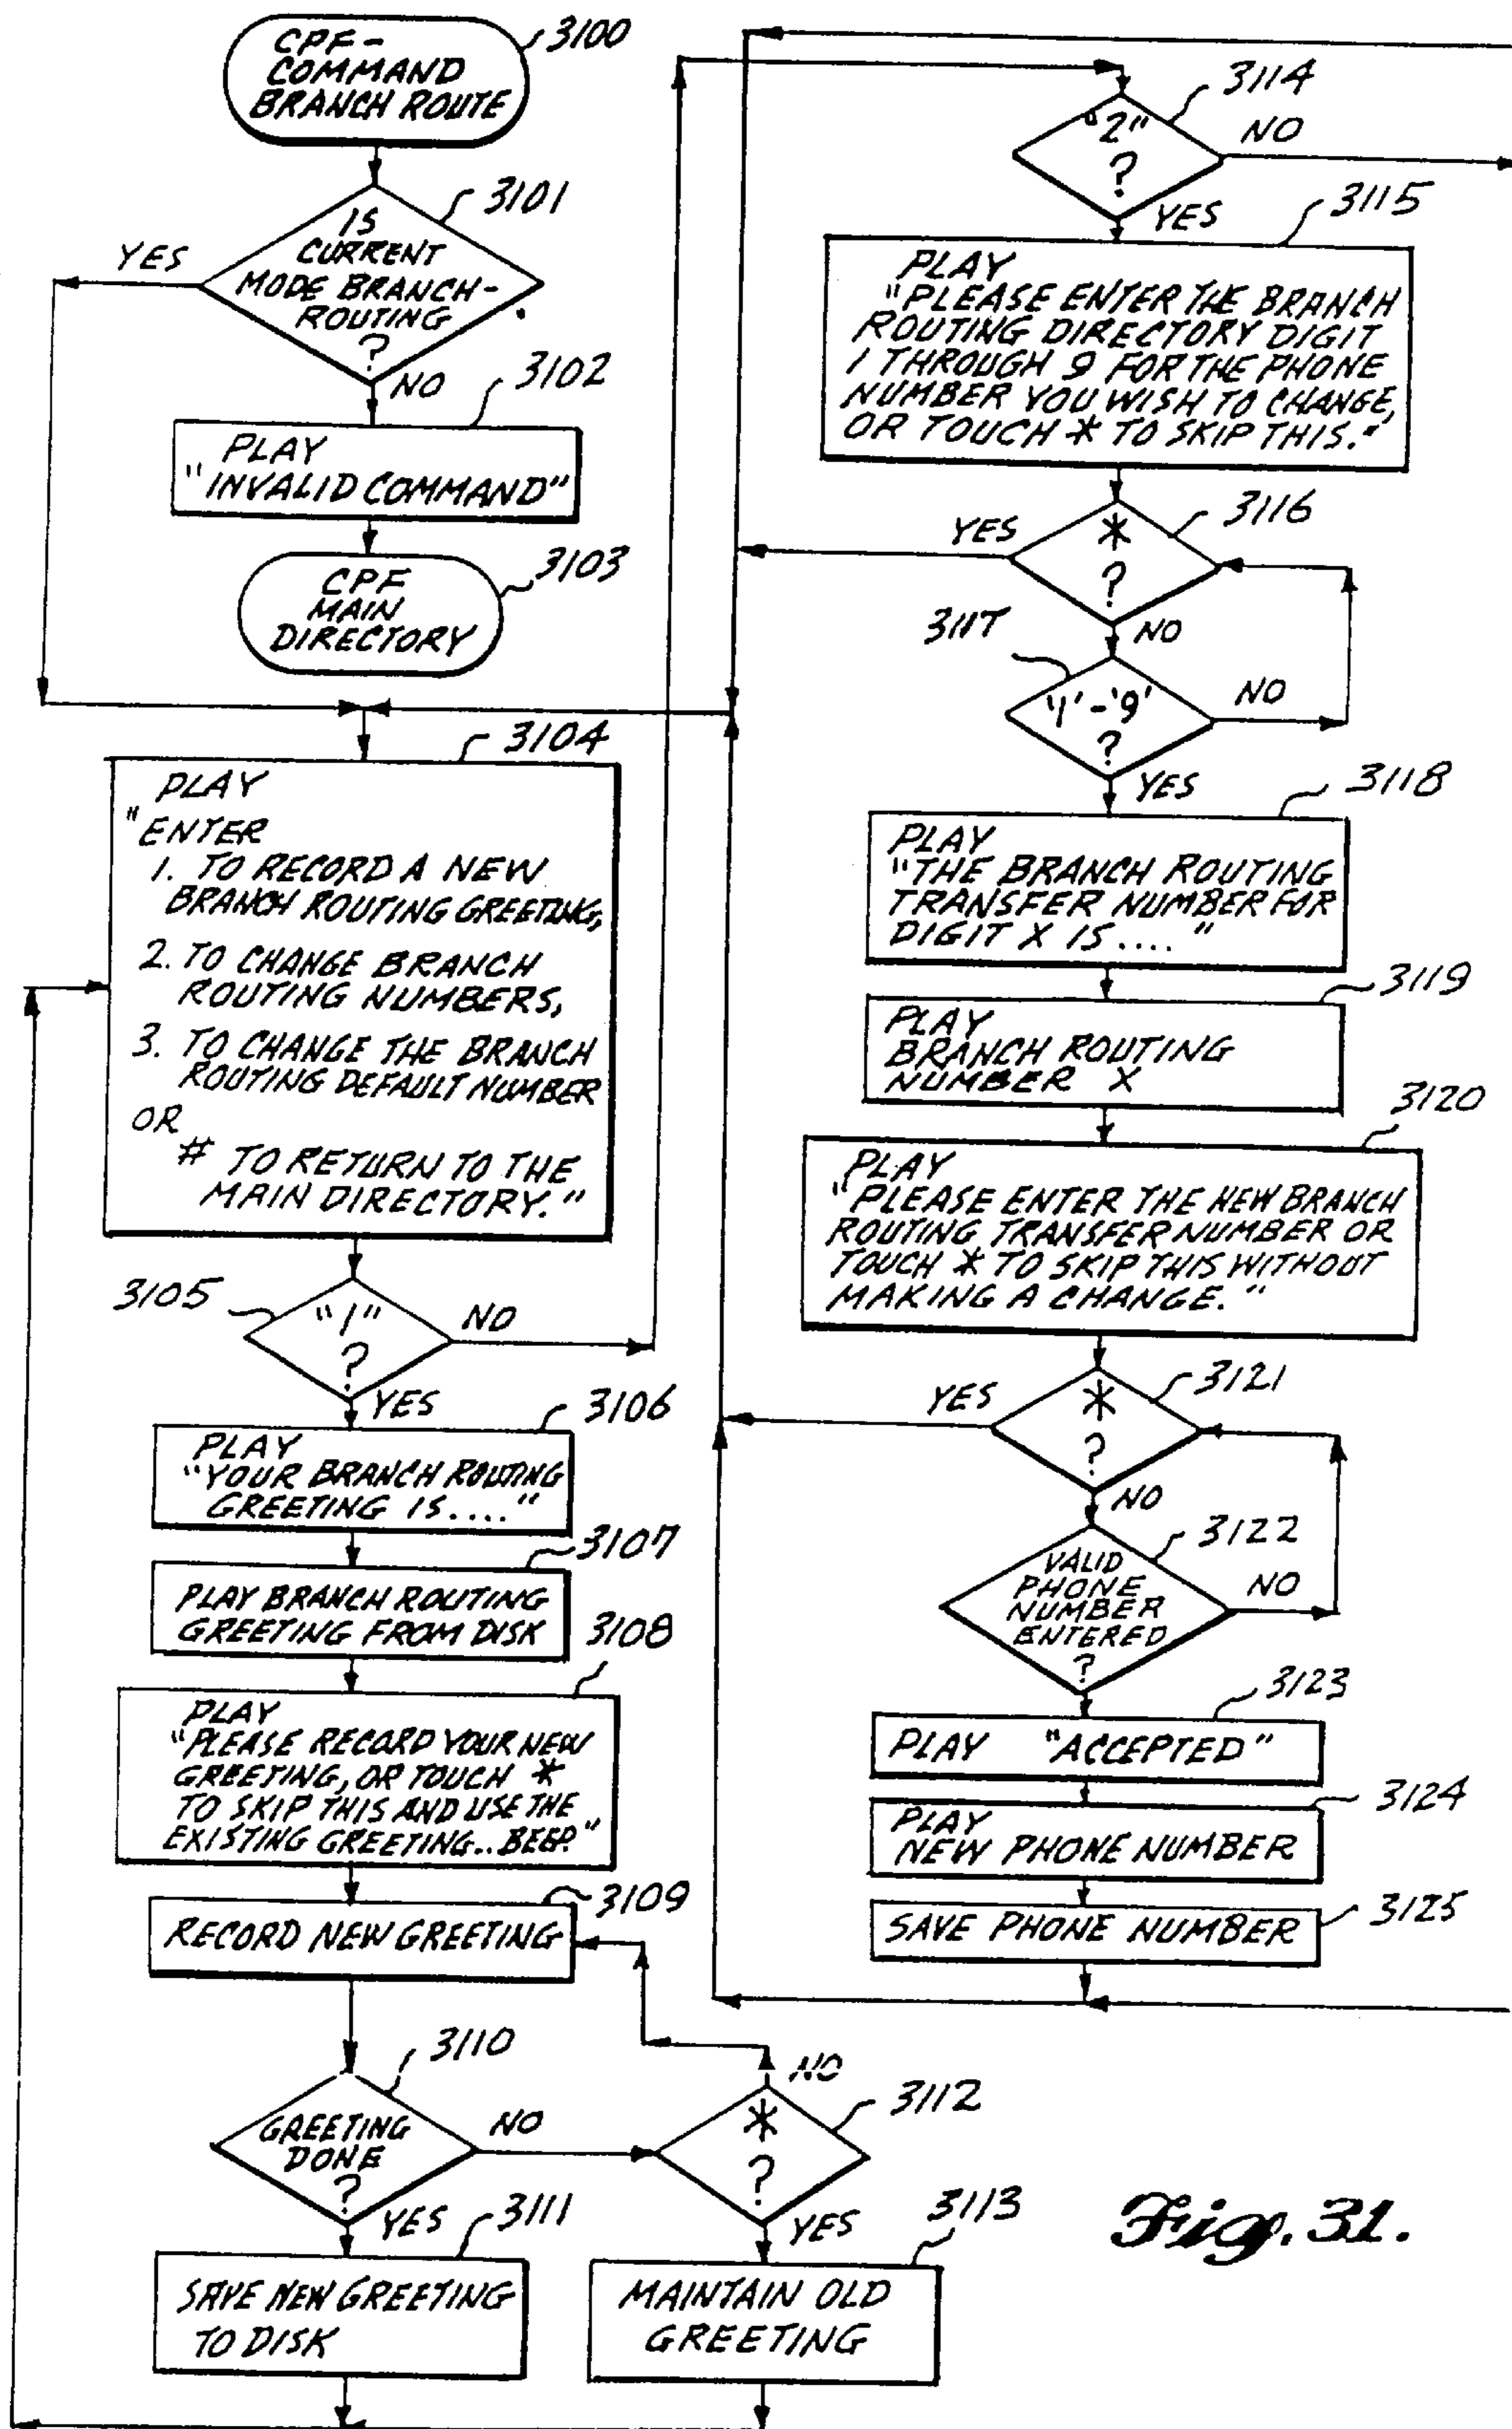 CPF-
COMMAND
BRANCH ROUTE
3100
IS
CURRENT
MODE BRANCH-
ROUTING
?
3101
YES
NO
3102
PLAY
"INVALID COMMAND"
CPF
MAIN
DIRECTORY
3103
3104
PLAY
"ENTER
1. TO RECORD A NEW
BRANCH ROUTING GREETING,
2. TO CHANGE BRANCH
ROUTING NUMBERS,
3. TO CHANGE THE BRANCH
ROUTING DEFAULT NUMBER
OR
# TO RETURN TO THE
MAIN DIRECTORY."
3105
"1"
?
NO
YES
3106
PLAY
"YOUR BRANCH ROUTING
GREETING IS...."
3107
PLAY BRANCH ROUTING
GREETING FROM DISK
3108
PLAY
"PLEASE RECORD YOUR NEW
GREETING, OR TOUCH *
TO SKIP THIS AND USE THE
EXISTING GREETING..BEEP."
3109
RECORD NEW GREETING
3110
GREETING
DONE
?
NO
YES
3111
SAVE NEW GREETING
TO DISK
NO
3112
*
?
YES
3113
MAINTAIN OLD
GREETING
3114
"2"
?
NO
YES
3115
PLAY
"PLEASE ENTER THE BRANCH
ROUTING DIRECTORY DIGIT
1 THROUGH 9 FOR THE PHONE
NUMBER YOU WISH TO CHANGE,
OR TOUCH * TO SKIP THIS."
3116
*
?
YES
NO
3117
'1'-'9'
?
NO
YES
3118
PLAY
"THE BRANCH ROUTING
TRANSFER NUMBER FOR
DIGIT X IS...."
3119
PLAY
BRANCH ROUTING
NUMBER X
3120
PLAY
"PLEASE ENTER THE NEW BRANCH
ROUTING TRANSFER NUMBER OR
TOUCH * TO SKIP THIS WITHOUT
MAKING A CHANGE."
3121
*
?
YES
NO
3122
VALID
PHONE
NUMBER
ENTERED
?
NO
3123
PLAY "ACCEPTED"
3124
PLAY
NEW PHONE NUMBER
3125
SAVE PHONE NUMBER
Fig. 31.